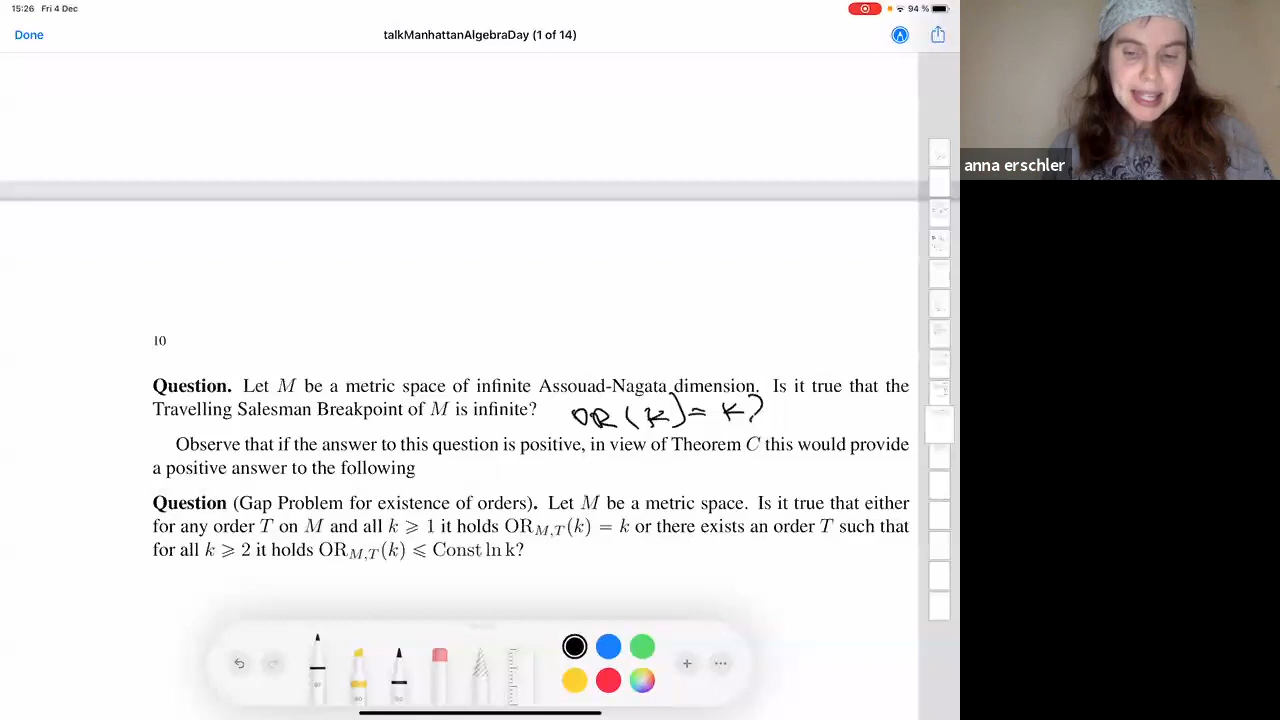 15:26 Fri 4 Dec
94 %
Done
talkManhattanAlgebraDay (1 of 14)
anna erschler
10
Question. Let M be a metric space of infinite Assouad-Nagata dimension. Is it true that the
Travelling Salesman Breakpoint of M is infinite?
OR(k) = k?
Observe that if the answer to this question is positive, in view of Theorem C this would provide
a positive answer to the following
Question (Gap Problem for existence of orders). Let M be a metric space. Is it true that either
for any order T on M and all k ⩾ 1 it holds OR_{M,T}(k) = k or there exists an order T such that
for all k ⩾ 2 it holds OR_{M,T}(k) ⩽ Const ln k?